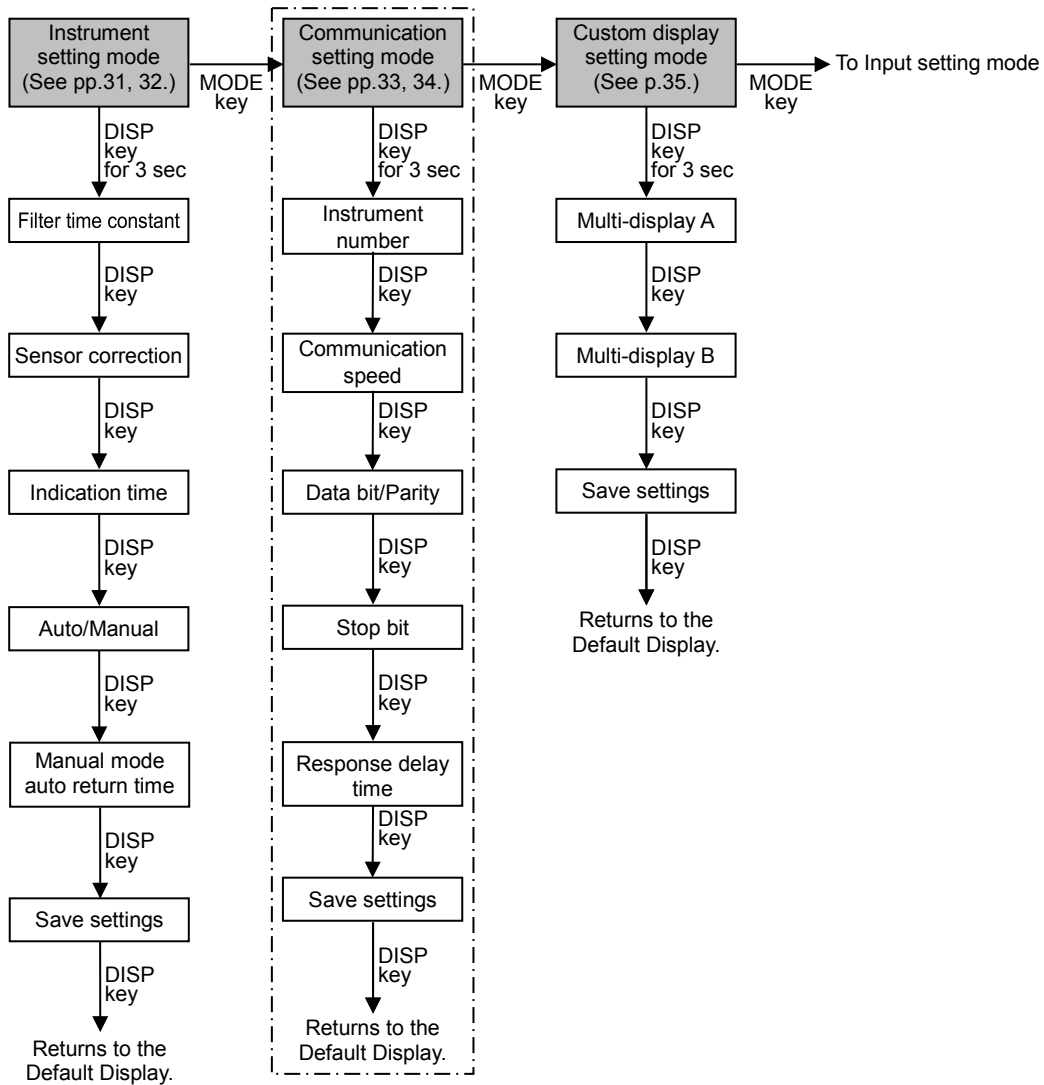 Instrument
setting mode
(See pp.31, 32.)
MODE
key
Communication
setting mode
(See pp.33, 34.)
MODE
key
Custom display
setting mode
(See p.35.)
MODE
key
To Input setting mode
DISP
key
for 3 sec
Filter time constant
DISP
key
Sensor correction
DISP
key
Indication time
DISP
key
Auto/Manual
DISP
key
Manual mode
auto return time
DISP
key
Save settings
DISP
key
Returns to the
Default Display.
DISP
key
for 3 sec
Instrument
number
DISP
key
Communication
speed
DISP
key
Data bit/Parity
DISP
key
Stop bit
DISP
key
Response delay
time
DISP
key
Save settings
DISP
key
Returns to the
Default Display.
DISP
key
for 3 sec
Multi-display A
DISP
key
Multi-display B
DISP
key
Save settings
DISP
key
Returns to the
Default Display.